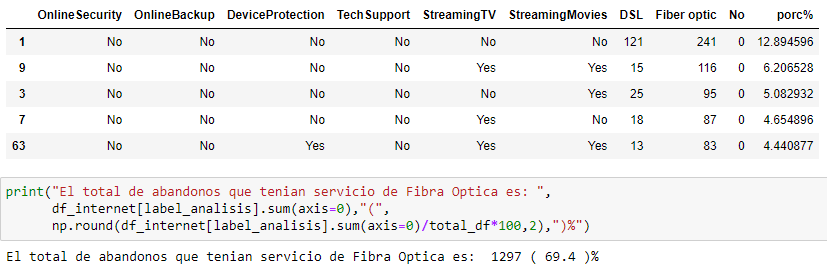 OnlineSecurity OnlineBackup DeviceProtection TechSupport StreamingTV StreamingMovies DSL Fiber optic No porc%
1 No No No No No No 121 241 0 12.894596
9 No No No No Yes Yes 15 116 0 6.206528
3 No No No No No Yes 25 95 0 5.082932
7 No No No No Yes No 18 87 0 4.654896
63 No No Yes No Yes Yes 13 83 0 4.440877
print("El total de abandonos que tenian servicio de Fibra Optica es: ",
df_internet[label_analisis].sum(axis=0),"(",
np.round(df_internet[label_analisis].sum(axis=0)/total_df*100,2),")%")
El total de abandonos que tenian servicio de Fibra Optica es:  1297 ( 69.4 )%